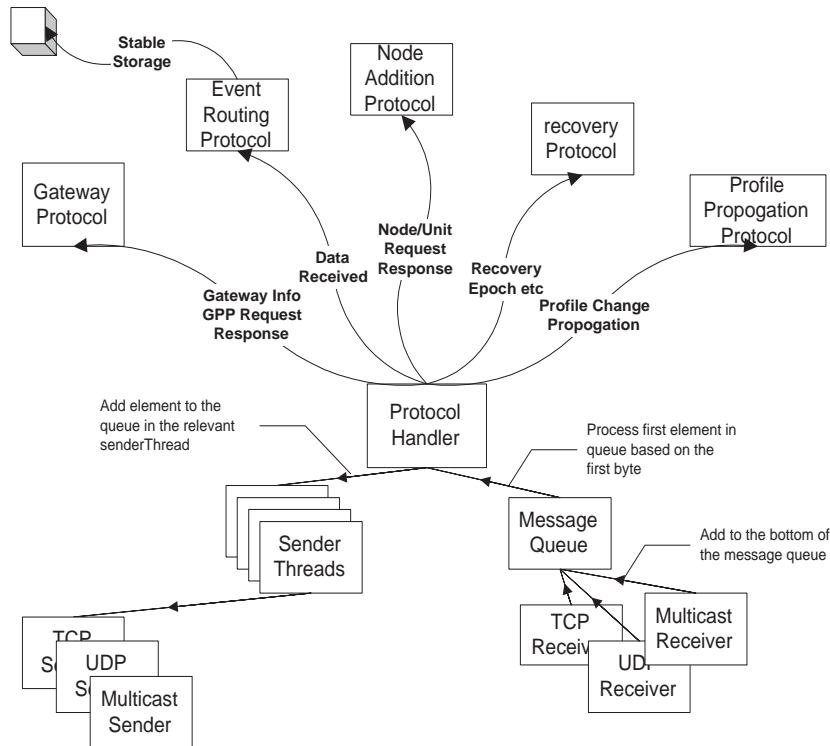 Stable
Storage
Node
Addition
Protocol
Event
Routing
Protocol
recovery
Protocol
Gateway
Protocol
Profile
Propogation
Protocol
Data
Received
Node/Unit
Request
Response
Recovery
Epoch etc
Gateway Info
GPP Request
Response
Profile Change
Propogation
Protocol
Handler
Add element to the
queue in the relevant
senderThread
Process first element in
queue based on the
first byte
Sender
Threads
Message
Queue
Add to the bottom of
the message queue
TCP
UDP
Multicast
Sender
TCP
Multicast
Receiver
Receiver